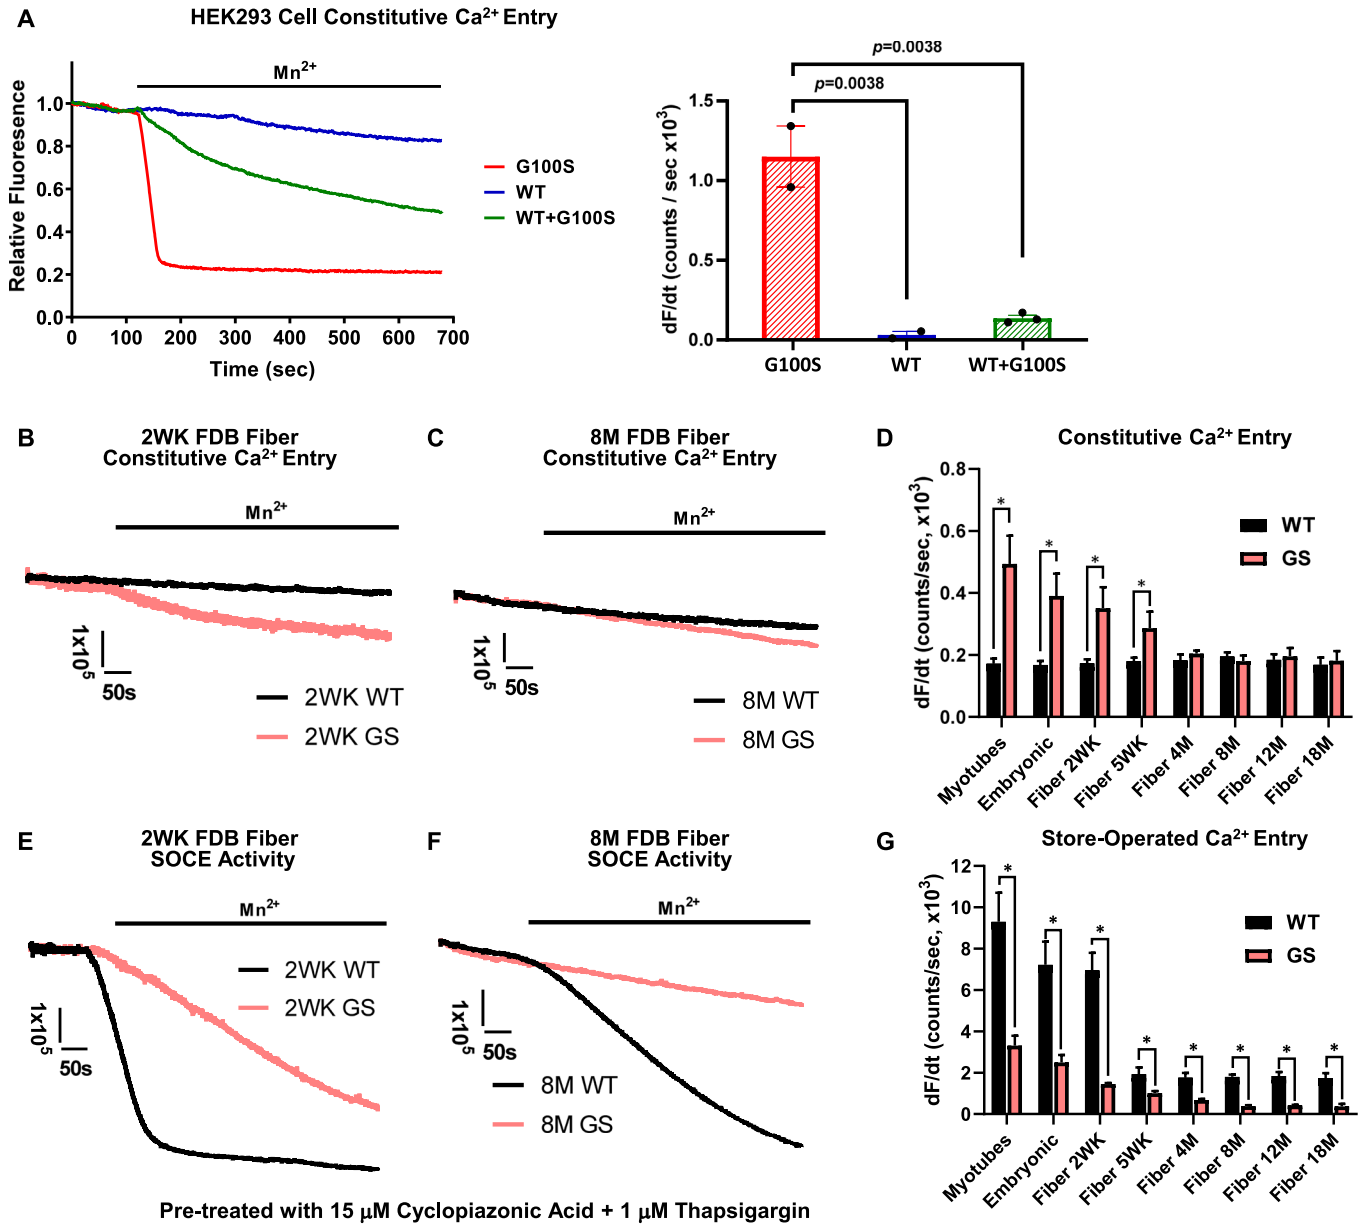 A
HEK293 Cell Constitutive Ca²⁺ Entry
Mn²⁺
Relative Fluoresence
1.0
0.8
0.6
0.4
0.2
0.0
0 100 200 300 400 500 600 700
Time (sec)
G100S
WT
WT+G100S
p=0.0038
p=0.0038
dF/dt (counts / sec x10³)
1.5
1.0
0.5
0.0
G100S WT WT+G100S
B
2WK FDB Fiber
Constitutive Ca²⁺ Entry
Mn²⁺
1x10⁵
50s
2WK WT
2WK GS
C
8M FDB Fiber
Constitutive Ca²⁺ Entry
Mn²⁺
1x10⁵
50s
8M WT
8M GS
D
Constitutive Ca²⁺ Entry
dF/dt (counts/sec, x10³)
0.8
0.6
0.4
0.2
0.0
* * * *
WT
GS
Myotubes
Embryonic
Fiber 2WK
Fiber 5WK
Fiber 4M
Fiber 8M
Fiber 12M
Fiber 18M
E
2WK FDB Fiber
SOCE Activity
Mn²⁺
2WK WT
2WK GS
1x10⁵
50s
F
8M FDB Fiber
SOCE Activity
Mn²⁺
1x10⁵
50s
8M WT
8M GS
G
Store-Operated Ca²⁺ Entry
dF/dt (counts/sec, x10³)
12
10
8
6
4
2
0
* * * * * * * *
WT
GS
Myotubes
Embryonic
Fiber 2WK
Fiber 5WK
Fiber 4M
Fiber 8M
Fiber 12M
Fiber 18M
Pre-treated with 15 μM Cyclopiazonic Acid + 1 μM Thapsigargin